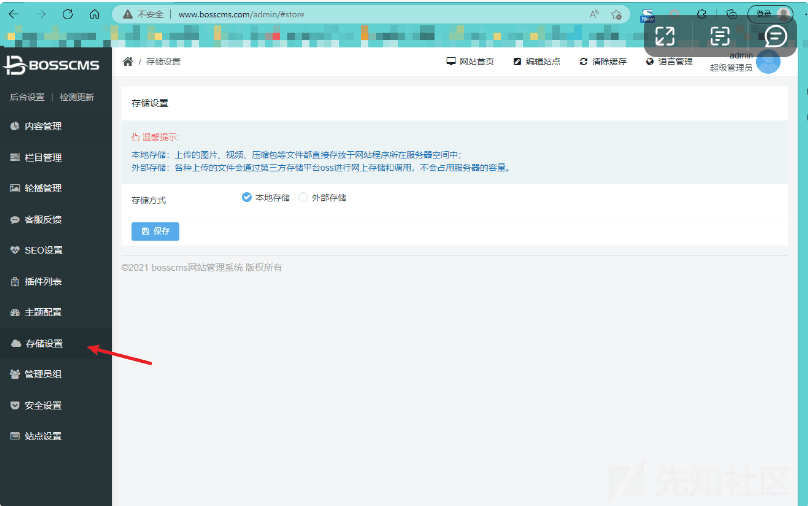 不安全 www.bosscms.com/admin/#store
登录
BOSSCMS
/ 存储设置
网站首页 编辑站点 清除缓存 语言管理
admin
超级管理员
后台设置 检测更新
内容管理
栏目管理
轮播管理
客服反馈
SEO设置
插件列表
主题配置
存储设置
管理员组
安全设置
站点设置
存储设置
温馨提示:
本地存储：上传的图片、视频、压缩包等文件都直接存放于网站程序所在服务器空间中；
外部存储：各种上传的文件会通过第三方存储平台oss进行网上存储和调用，不会占用服务器的容量。
存储方式 本地存储 外部存储
保存
©2021 bosscms网站管理系统 版权所有
先知社区